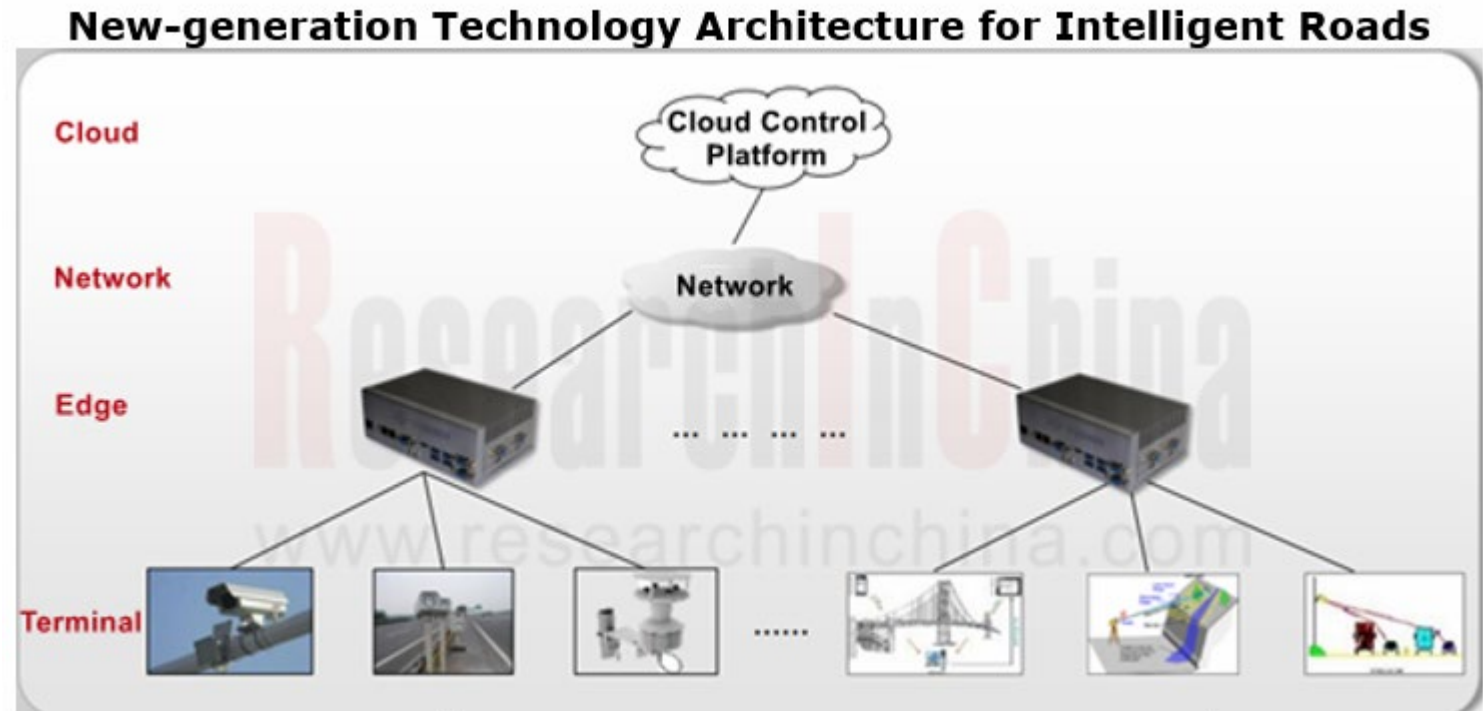 New-generation Technology Architecture for Intelligent Roads
Cloud
Cloud Control
Platform
Network
Network
ResearchInChina
Edge
... ... ... ...
www.researchinchina.com
Terminal
......